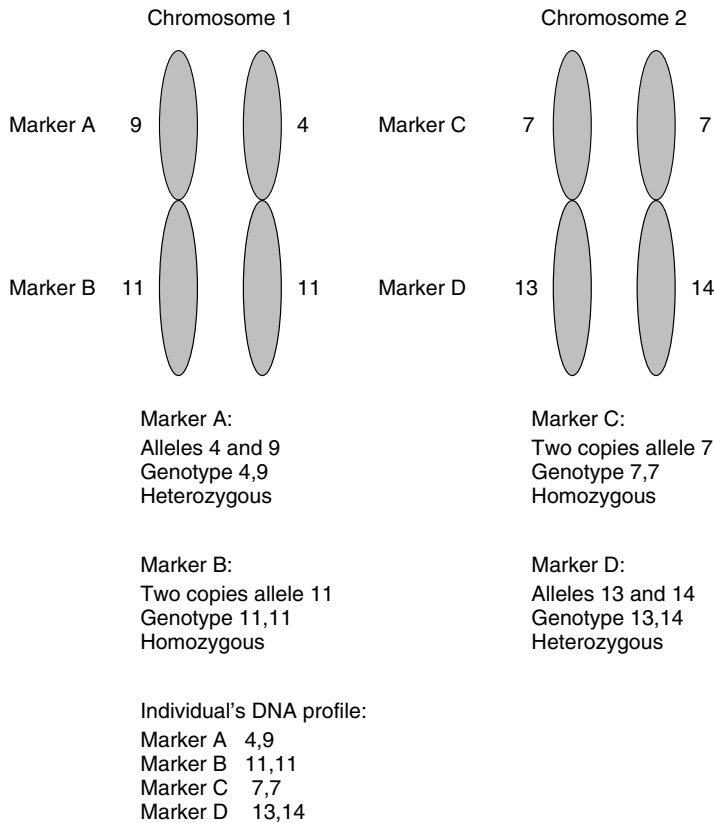 Chromosome 1
Chromosome 2
Marker A 9 4
Marker C 7 7
Marker B 11 11
Marker D 13 14
Marker A:
Alleles 4 and 9
Genotype 4,9
Heterozygous
Marker C:
Two copies allele 7
Genotype 7,7
Homozygous
Marker B:
Two copies allele 11
Genotype 11,11
Homozygous
Marker D:
Alleles 13 and 14
Genotype 13,14
Heterozygous
Individual's DNA profile:
Marker A 4,9
Marker B 11,11
Marker C 7,7
Marker D 13,14